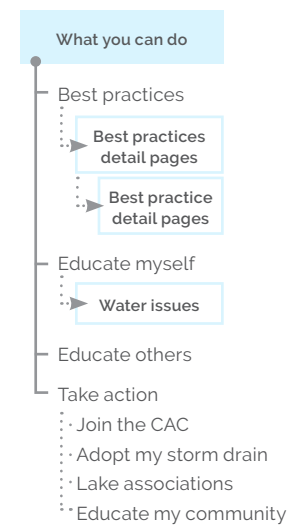 What you can do
Best practices
Best practices
detail pages
Best practice
detail pages
Educate myself
Water issues
Educate others
Take action
Join the CAC
Adopt my storm drain
Lake associations
Educate my community